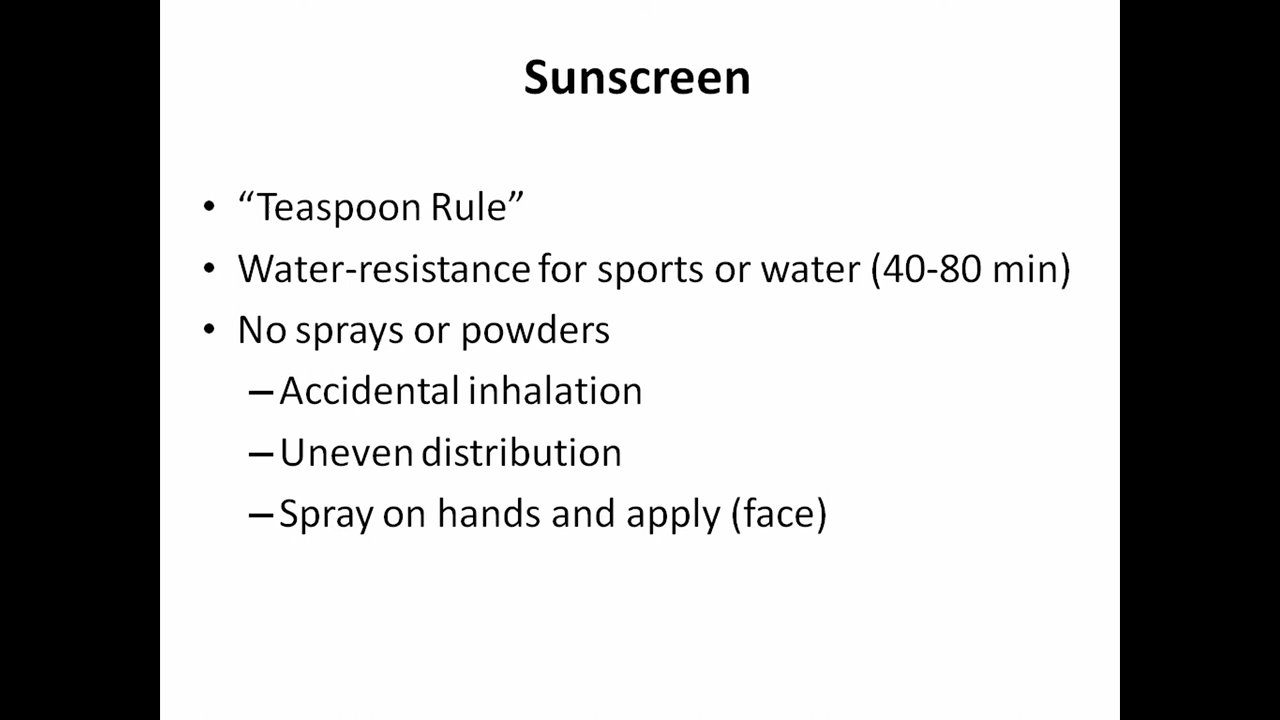 Sunscreen
• “Teaspoon Rule”
• Water-resistance for sports or water (40-80 min)
• No sprays or powders
– Accidental inhalation
– Uneven distribution
– Spray on hands and apply (face)